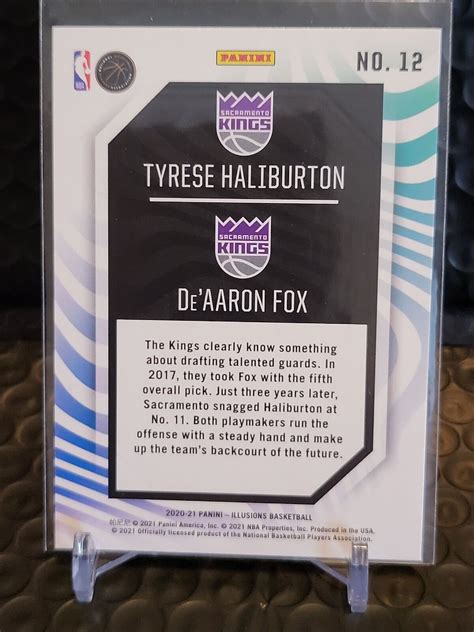 PANINI
NO. 12
NBA
SACRAMENTO
KINGS
TYRESE HALIBURTON
SACRAMENTO
KINGS
DE'AARON FOX
The Kings clearly know something
about drafting talented guards. In
2017, they took Fox with the fifth
overall pick. Just three years later,
Sacramento snagged Haliburton at
No. 11. Both playmakers run the
offense with a steady hand and make
up the team's backcourt of the future.
2020-21 PANINI – ILLUSIONS BASKETBALL
帕尼尼 © 2021 Panini America, Inc. © 2021 NBA Properties, Inc. Produced in the USA.
© 2021 Officially licensed product of the National Basketball Players Association.